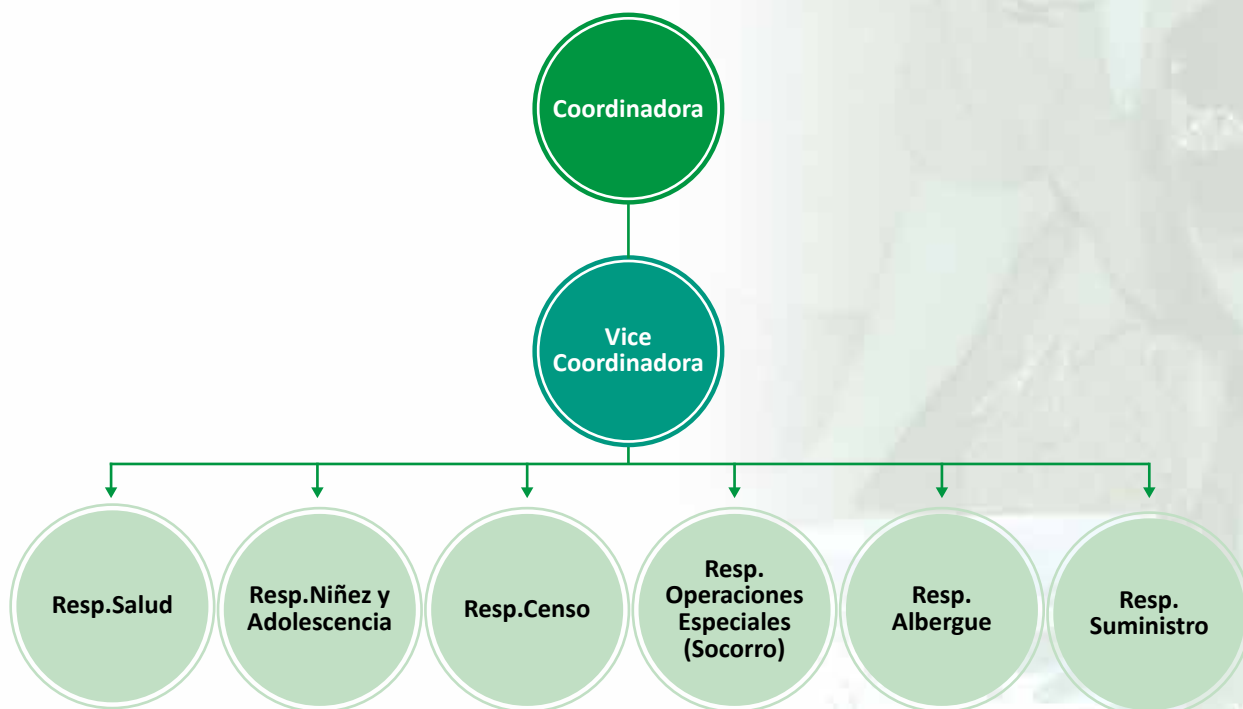 Coordinadora
Vice
Coordinadora
Resp.Salud
Resp.Niñez y
Adolescencia
Resp.Censo
Resp.
Operaciones
Especiales
(Socorro)
Resp.
Albergue
Resp.
Suministro